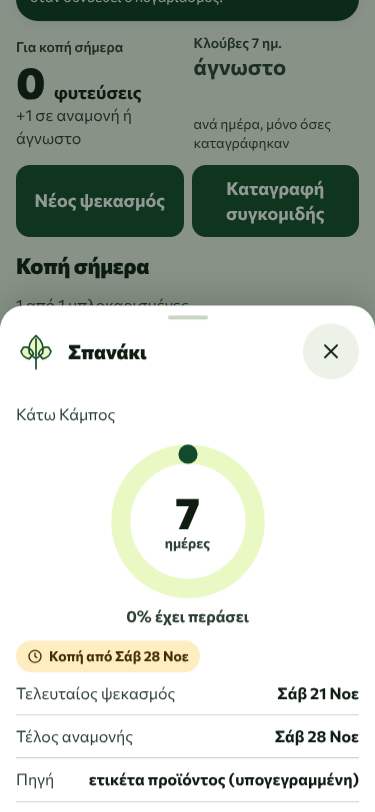 Για κοπή σήμερα
0 φυτεύσεις
+1 σε αναμονή ή
άγνωστο
Κλούβες 7 ημ.
άγνωστο
ανά ημέρα, μόνο όσες
καταγράφηκαν
Νέος ψεκασμός
Καταγραφή
συγκομιδής
Κοπή σήμερα
Σπανάκι
Κάτω Κάμπος
7
ημέρες
0% έχει περάσει
Κοπή από Σάβ 28 Νοε
Τελευταίος ψεκασμός Σάβ 21 Νοε
Τέλος αναμονής Σάβ 28 Νοε
Πηγή ετικέτα προϊόντος (υπογεγραμμένη)